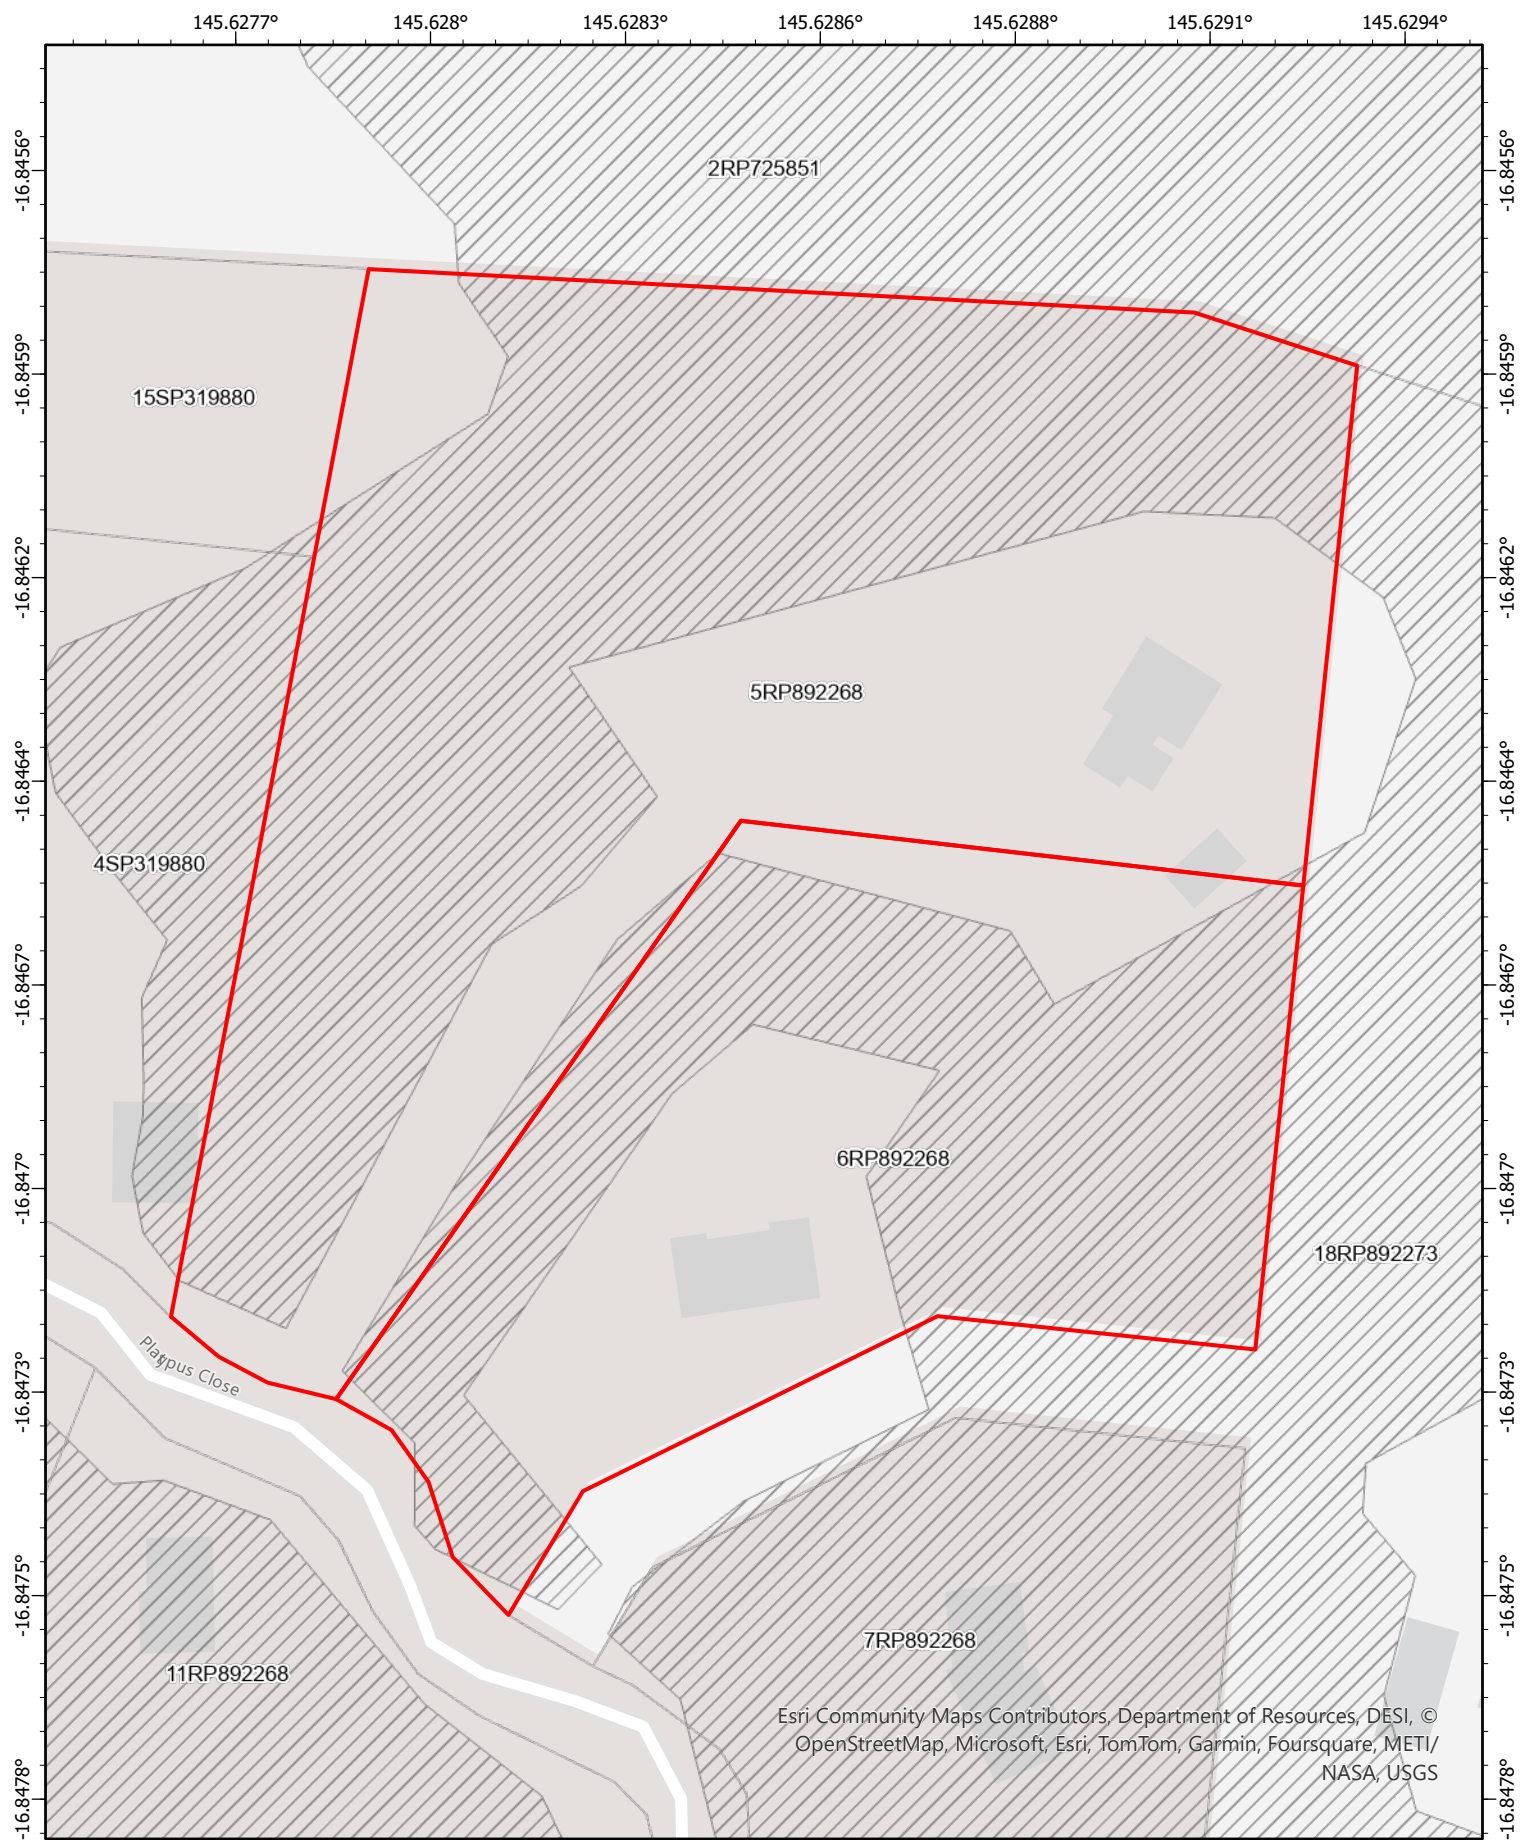 145.6277°
145.628°
145.6283°
145.6286°
145.6288°
145.6291°
145.6294°
-16.8456°
-16.8456°
2RP725851
-16.8459°
-16.8459°
15SP319880
-16.8462°
-16.8462°
5RP892268
-16.8464°
-16.8464°
4SP319880
-16.8467°
-16.8467°
6RP892268
-16.847°
-16.847°
18RP892273
Platypus Close
-16.8473°
-16.8473°
-16.8475°
-16.8475°
7RP892268
11RP892268
Esri Community Maps Contributors, Department of Resources, DESI, ©
OpenStreetMap, Microsoft, Esri, TomTom, Garmin, Foursquare, METI/
NASA, USGS
-16.8478°
-16.8478°